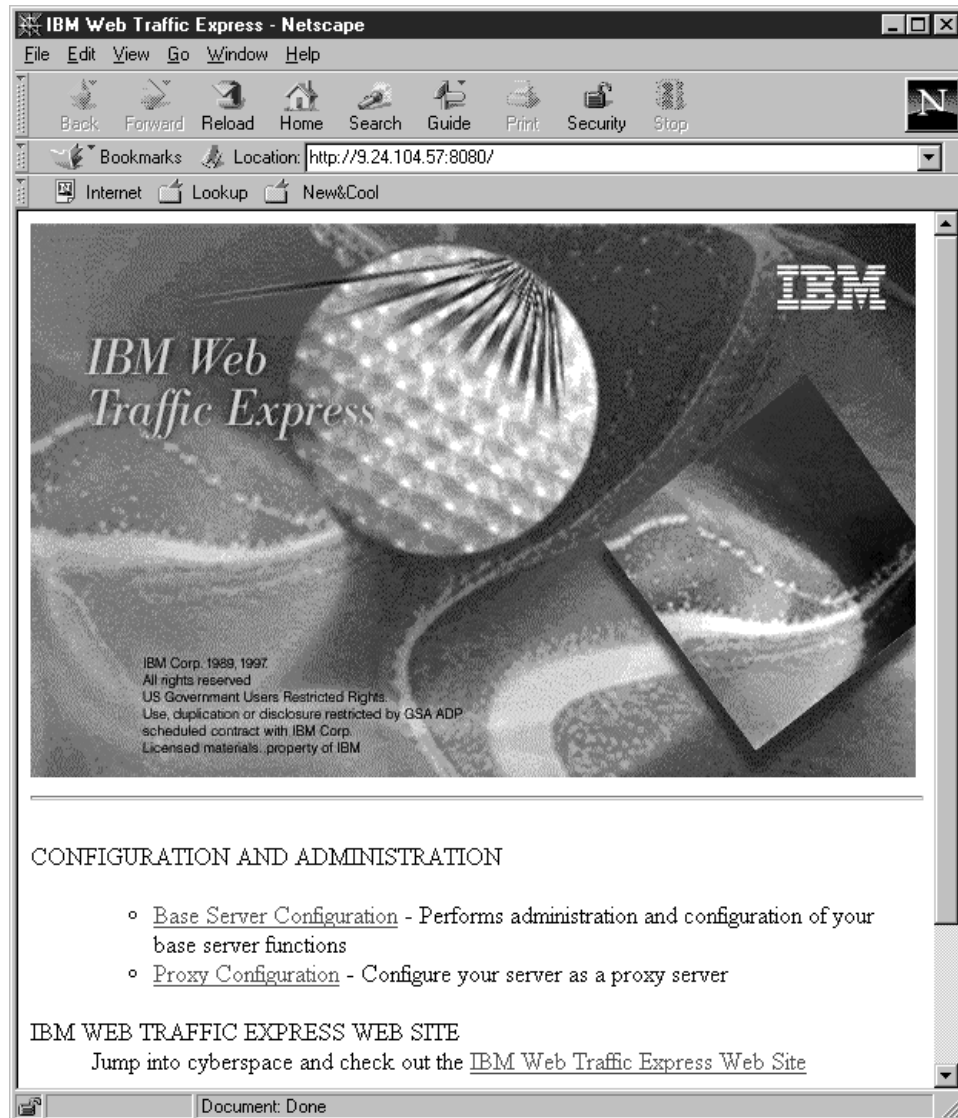 IBM Web Traffic Express - Netscape
File Edit View Go Window Help
Back Forward Reload Home Search Guide Print Security Stop
N
Bookmarks Location: http://9.24.104.57:8080/
Internet Lookup New&Cool
IBM
IBM Web
Traffic Express
IBM Corp. 1989, 1997.
All rights reserved
US Government Users Restricted Rights.
Use, duplication or disclosure restricted by GSA ADP
scheduled contract with IBM Corp.
Licensed materials..property of IBM
CONFIGURATION AND ADMINISTRATION
Base Server Configuration - Performs administration and configuration of your
base server functions
Proxy Configuration - Configure your server as a proxy server
IBM WEB TRAFFIC EXPRESS WEB SITE
Jump into cyberspace and check out the IBM Web Traffic Express Web Site
Document: Done